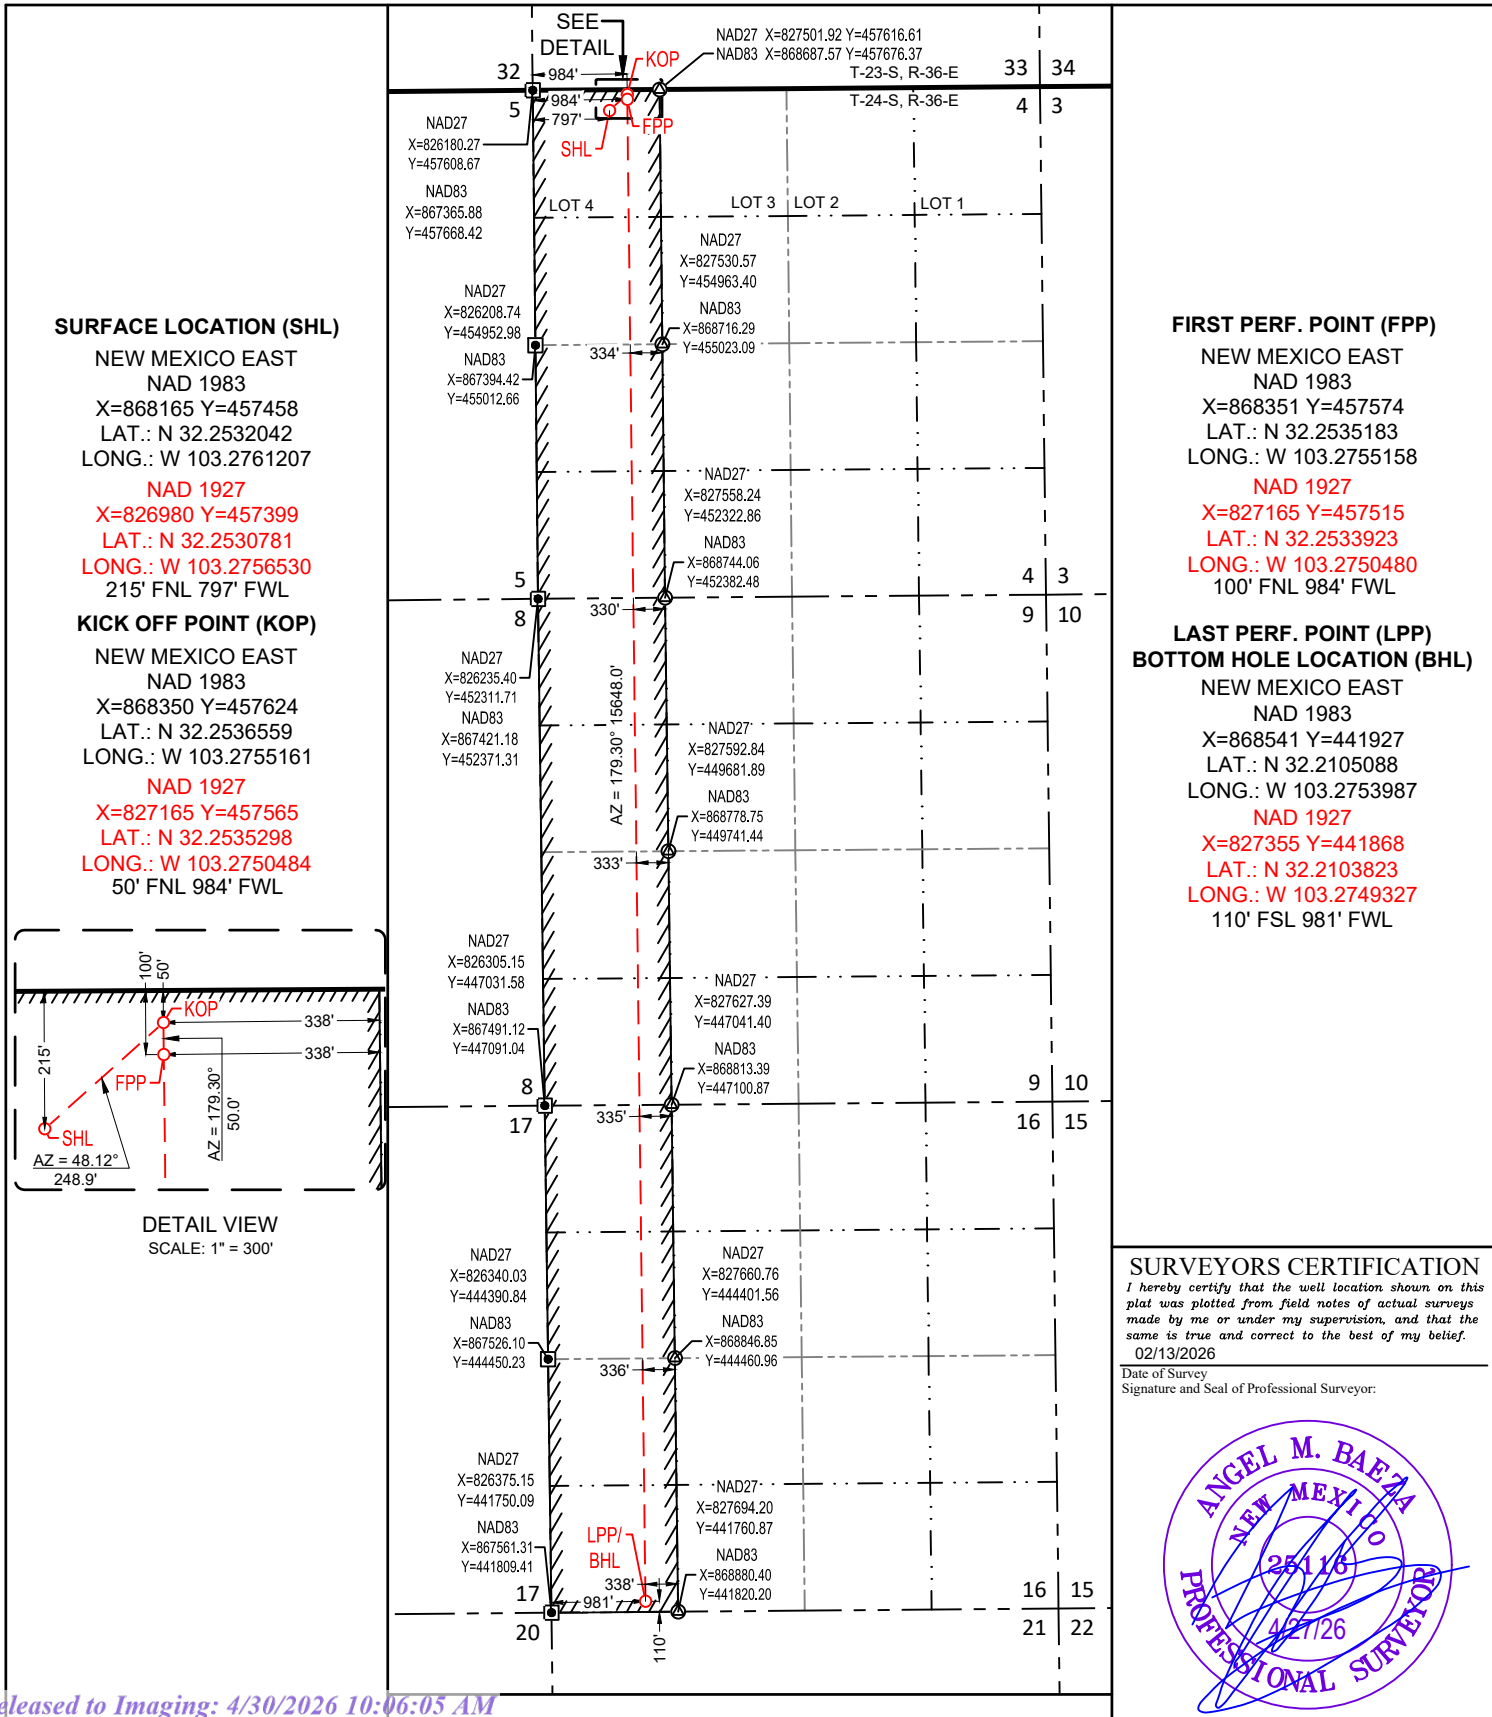 SEE
DETAIL
NAD27 X=827501.92 Y=457616.61
NAD83 X=868687.57 Y=457676.37
KOP
32
984'
T-23-S, R-36-E
33 34
5
984'
T-24-S, R-36-E
4 3
797'
FPP
SHL
NAD27
X=826180.27
Y=457608.67
NAD83
X=867365.88
Y=457668.42
LOT 4
LOT 3
LOT 2
LOT 1
NAD27
X=827530.57
Y=454963.40
NAD83
X=868716.29
Y=455023.09
NAD27
X=826208.74
Y=454952.98
NAD83
X=867394.42
Y=455012.66
334'
NAD27
X=827558.24
Y=452322.86
NAD83
X=868744.06
Y=452382.48
5
8
330'
4 3
9 10
NAD27
X=826235.40
Y=452311.71
NAD83
X=867421.18
Y=452371.31
AZ = 179.30° 15648.0'
NAD27
X=827592.84
Y=449681.89
NAD83
X=868778.75
Y=449741.44
333'
NAD27
X=826305.15
Y=447031.58
NAD83
X=867491.12
Y=447091.04
NAD27
X=827627.39
Y=447041.40
NAD83
X=868813.39
Y=447100.87
8
17
335'
9 10
16 15
NAD27
X=826340.03
Y=444390.84
NAD83
X=867526.10
Y=444450.23
NAD27
X=827660.76
Y=444401.56
NAD83
X=868846.85
Y=444460.96
336'
NAD27
X=826375.15
Y=441750.09
NAD83
X=867561.31
Y=441809.41
NAD27
X=827694.20
Y=441760.87
NAD83
X=868880.40
Y=441820.20
LPP/
BHL
338'
981'
110'
17
20
16 15
21 22
SURFACE LOCATION (SHL)
NEW MEXICO EAST
NAD 1983
X=868165 Y=457458
LAT.: N 32.2532042
LONG.: W 103.2761207
NAD 1927
X=826980 Y=457399
LAT.: N 32.2530781
LONG.: W 103.2756530
215' FNL 797' FWL
KICK OFF POINT (KOP)
NEW MEXICO EAST
NAD 1983
X=868350 Y=457624
LAT.: N 32.2536559
LONG.: W 103.2755161
NAD 1927
X=827165 Y=457565
LAT.: N 32.2535298
LONG.: W 103.2750484
50' FNL 984' FWL
100'
50'
KOP
338'
338'
215'
FPP
SHL
AZ = 179.30°
50.0'
AZ = 48.12°
248.9'
DETAIL VIEW
SCALE: 1" = 300'
FIRST PERF. POINT (FPP)
NEW MEXICO EAST
NAD 1983
X=868351 Y=457574
LAT.: N 32.2535183
LONG.: W 103.2755158
NAD 1927
X=827165 Y=457515
LAT.: N 32.2533923
LONG.: W 103.2750480
100' FNL 984' FWL
LAST PERF. POINT (LPP)
BOTTOM HOLE LOCATION (BHL)
NEW MEXICO EAST
NAD 1983
X=868541 Y=441927
LAT.: N 32.2105088
LONG.: W 103.2753987
NAD 1927
X=827355 Y=441868
LAT.: N 32.2103823
LONG.: W 103.2749327
110' FSL 981' FWL
SURVEYORS CERTIFICATION
I hereby certify that the well location shown on this
plat was plotted from field notes of actual surveys
made by me or under my supervision, and that the
same is true and correct to the best of my belief.
02/13/2026
Date of Survey
Signature and Seal of Professional Surveyor:
ANGEL M. BAEZA
NEW MEXICO
25116
4/27/26
PROFESSIONAL SURVEYOR
eleased to Imaging: 4/30/2026 10:06:05 AM